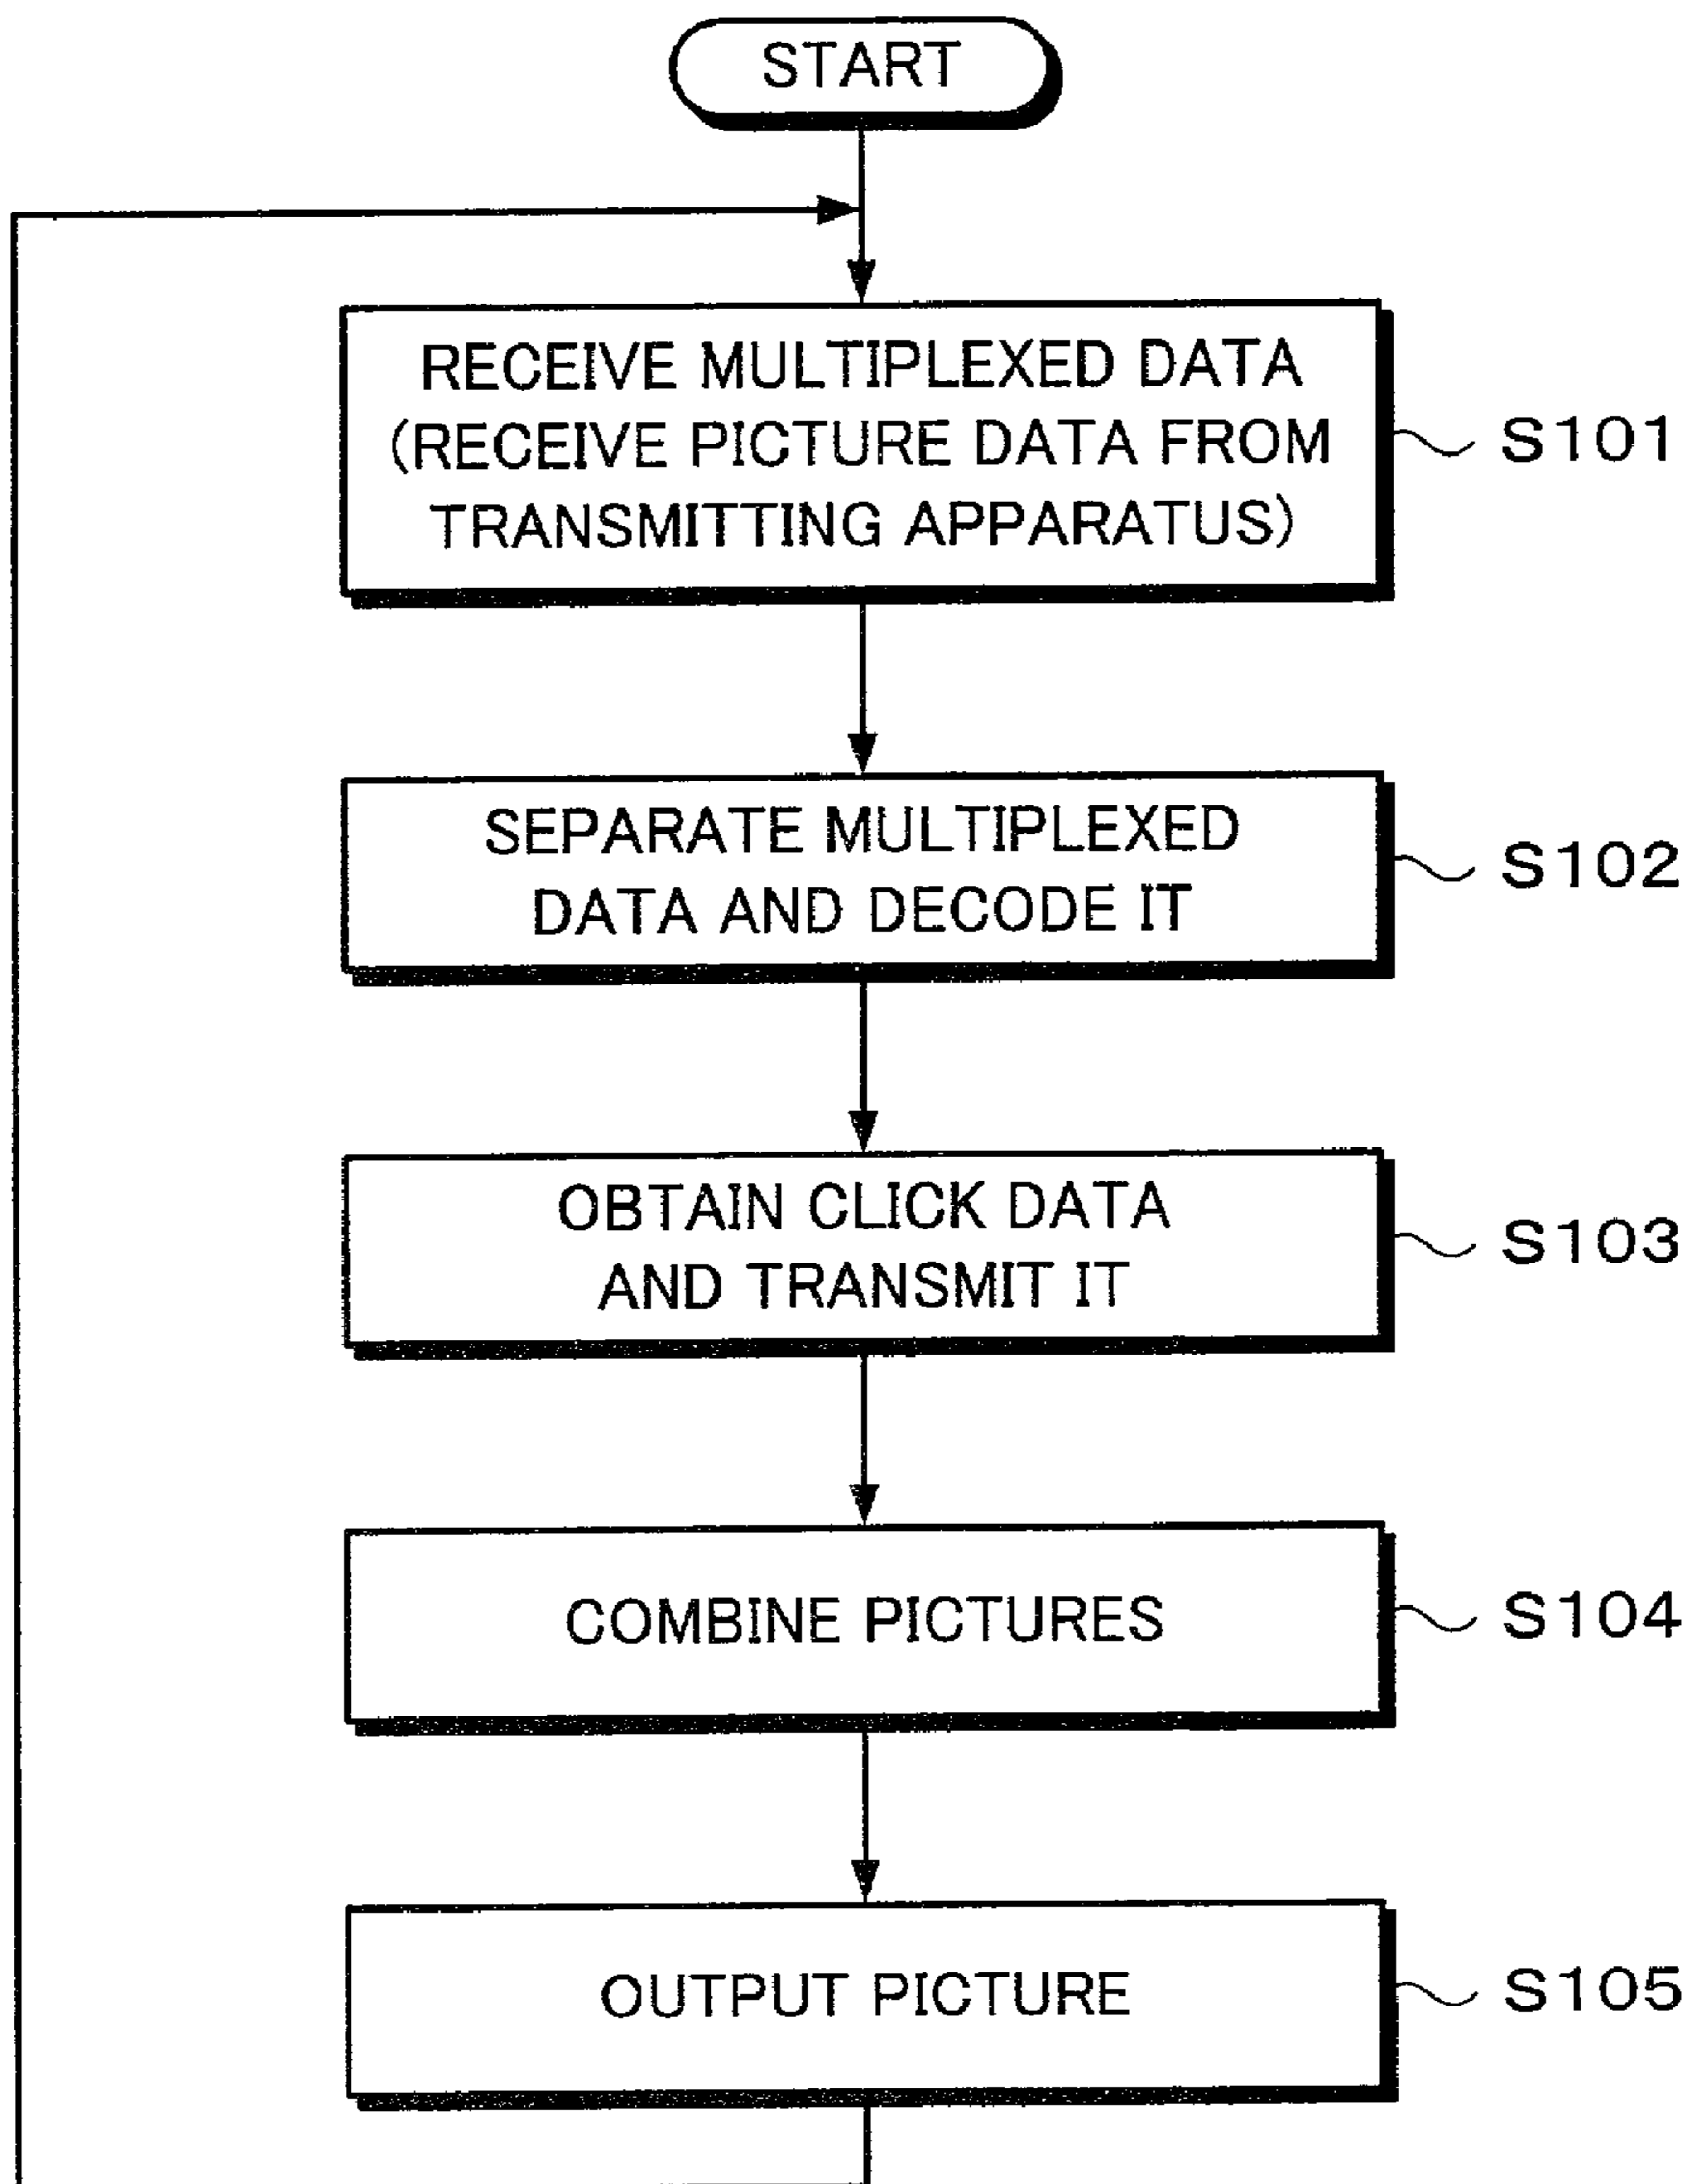 START
RECEIVE MULTIPLEXED DATA
(RECEIVE PICTURE DATA FROM
TRANSMITTING APPARATUS)
S101
SEPARATE MULTIPLEXED
DATA AND DECODE IT
S102
OBTAIN CLICK DATA
AND TRANSMIT IT
S103
COMBINE PICTURES
S104
OUTPUT PICTURE
S105